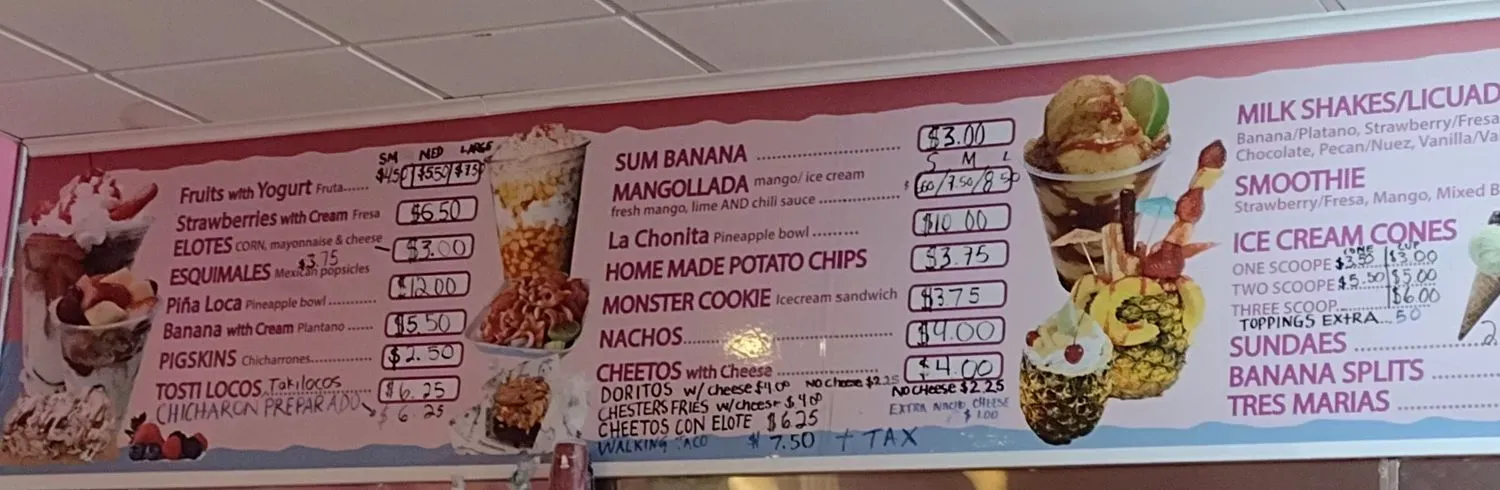 SM MED LARGE
Fruits with Yogurt Fruta...... $4.50 $5.50 $7.50
Strawberries with Cream Fresa $6.50
ELOTES CORN, mayonnaise & cheese $3.00
$3.75
ESQUIMALES Mexican popsicles
Piña Loca Pineapple bowl ........... $12.00
Banana with Cream Plantano ...... $5.50
PIGSKINS Chicharrones.............. $2.50
TOSTI LOCOS Takilocos $6.25
CHICHARON PREPARADO $6.25
SUM BANANA .............................. $3.00
S M L
MANGOLLADA mango/ ice cream
fresh mango, lime AND chili sauce ................. /7.50/8.50
La Chonita Pineapple bowl ......... $10.00
HOME MADE POTATO CHIPS $3.75
MONSTER COOKIE Icecream sandwich $3.75
NACHOS........................................ $4.00
CHEETOS with Cheese ..................... $4.00
DORITOS w/ cheese $4.00 NO Cheese $2.25
NO CHeese $2.25
CHESTERS FRIES w/cheese $4.00
EXTRA NACHO CHEESE
$1.00
CHEETOS CON ELOTE $6.25
WALKING TACO $7.50 + TAX
MILK SHAKES/LICUAD
Banana/Platano, Strawberry/Fresa
Chocolate, Pecan/Nuez, Vanilla/Va
SMOOTHIE
Strawberry/Fresa, Mango, Mixed B
ICE CREAM CONES
CONE CUP
ONE SCOOPE $3.50 $3.00
TWO SCOOPE $5.50 $5.00
THREE SCOOP.............. $6.00
TOPPINGS EXTRA... 50
SUNDAES .................... 2
BANANA SPLITS ..........
TRES MARIAS ...............